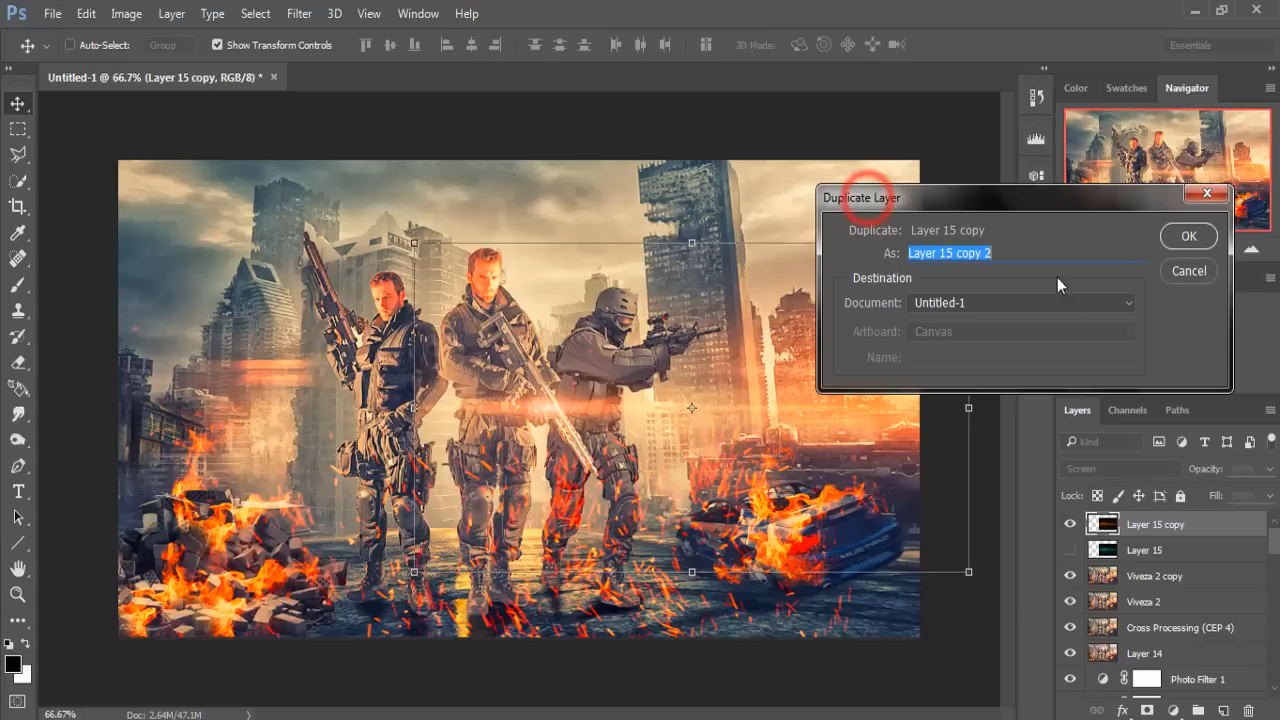 Ps File Edit Image Layer Type Select Filter 3D View Window Help
Auto-Select: Group Show Transform Controls 3D Mode: Essentials
Untitled-1 @ 66.7% (Layer 15 copy, RGB/8) *
Color Swatches Navigator
Duplicate Layer
Duplicate: Layer 15 copy
OK
As: Layer 15 copy 2
Cancel
Destination
Document: Untitled-1
Artboard: Canvas
Name:
Layers Channels Paths
Kind
Screen Opacity: 100%
Lock: Fill: 100%
Layer 15 copy
Layer 15
Viveza 2 copy
Viveza 2
Cross Processing (CEP 4)
Layer 14
Photo Filter 1
66.67% Doc: 2.64M/47.1M